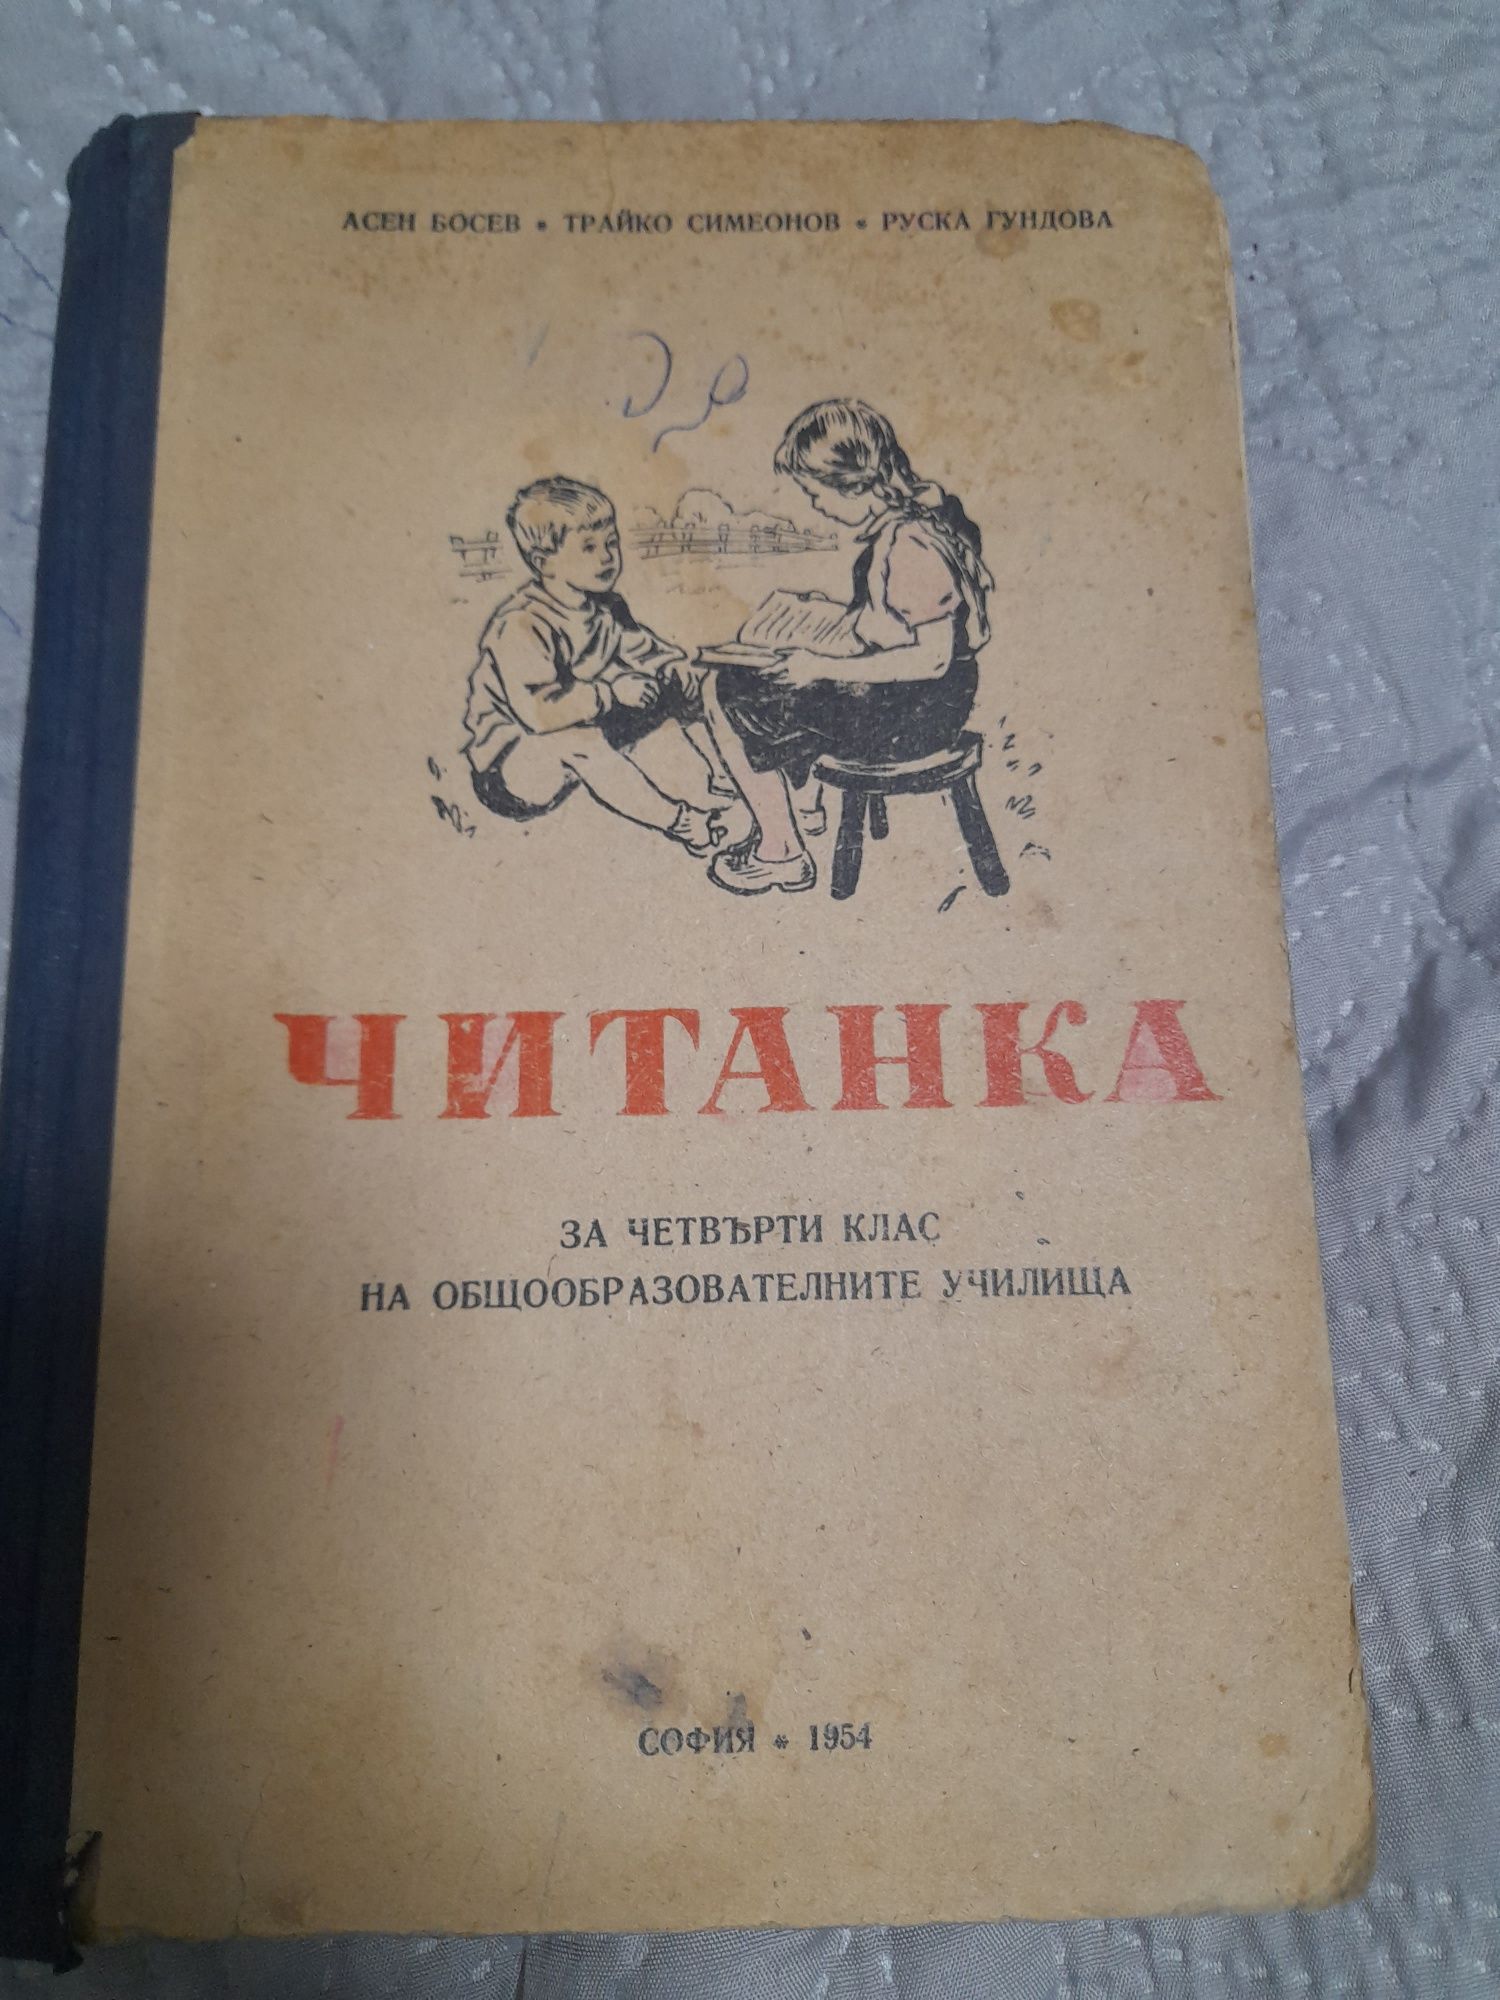 АСЕН БОСЕВ * ТРАЙКО СИМЕОНОВ * РУСКА ГУНДОВА
ЧИТАНКА
ЗА ЧЕТВЪРТИ КЛАС
НА ОБЩООБРАЗОВАТЕЛНИТЕ УЧИЛИЩА
СОФИЯ * 1954